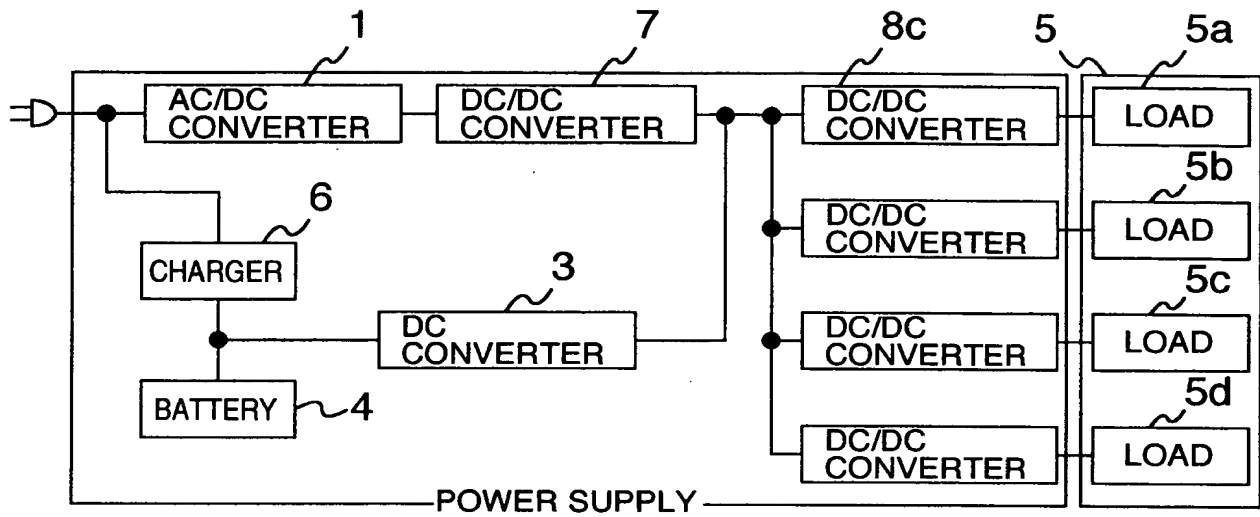 1
7
8c
5
5a
AC/DC
CONVERTER
DC/DC
CONVERTER
DC/DC
CONVERTER
LOAD
6
5b
CHARGER
DC/DC
CONVERTER
LOAD
3
5c
DC
CONVERTER
DC/DC
CONVERTER
LOAD
BATTERY
4
5d
DC/DC
CONVERTER
LOAD
POWER SUPPLY